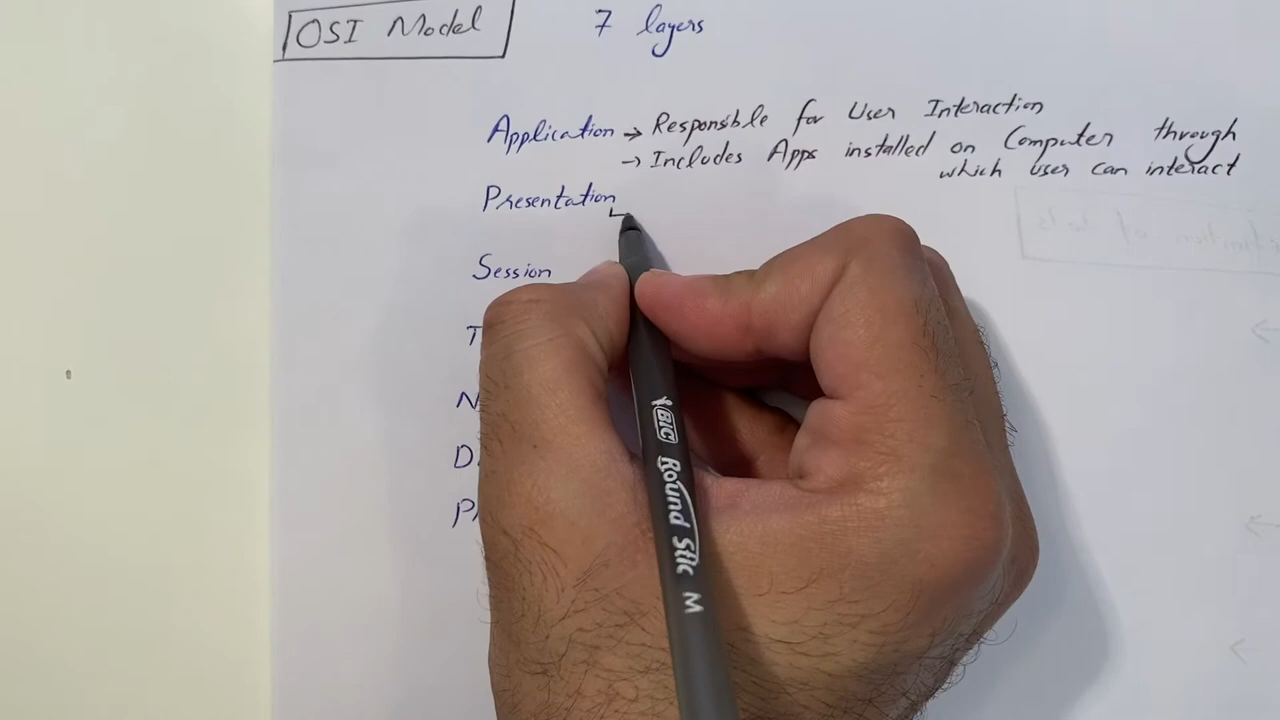 OSI Model 7 layers
Application → Responsible for User Interaction
→ Includes Apps installed on Computer through
which user can interact
Presentation
Session
T
N
D
P
BIC Round Stic M